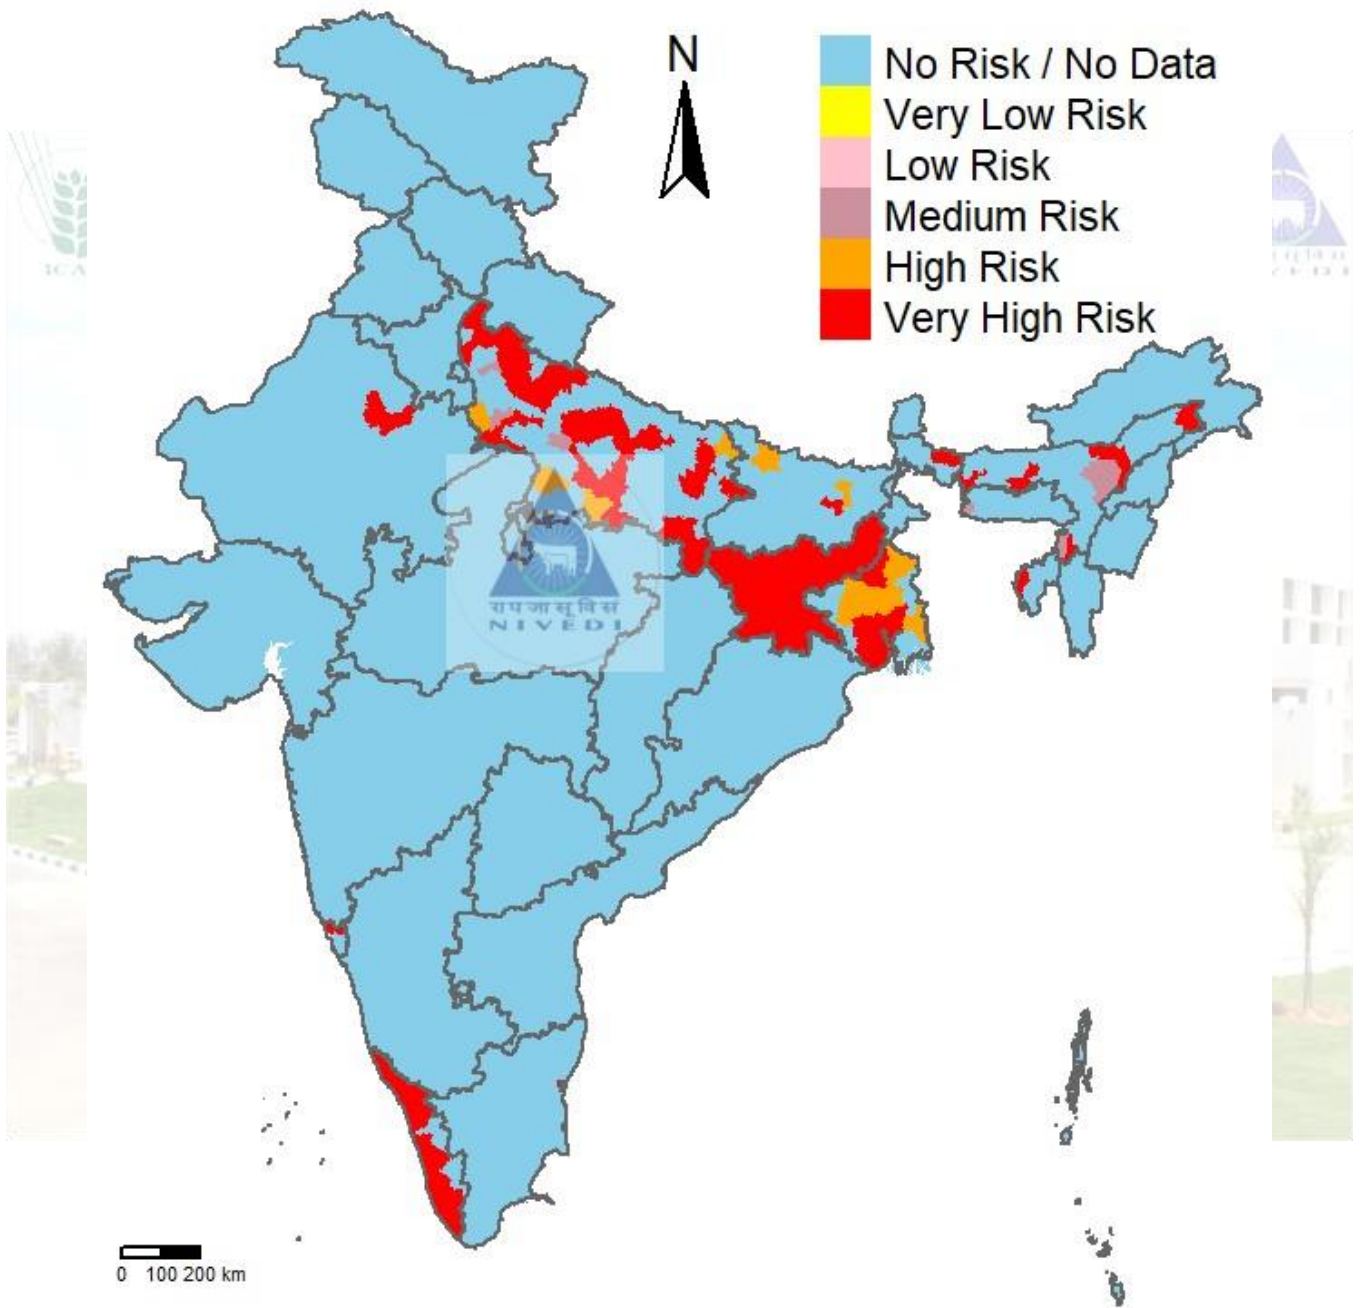 N
No Risk / No Data
Very Low Risk
Low Risk
Medium Risk
High Risk
Very High Risk
रा प जा सू वि सं
N I V E D I
0 100 200 km